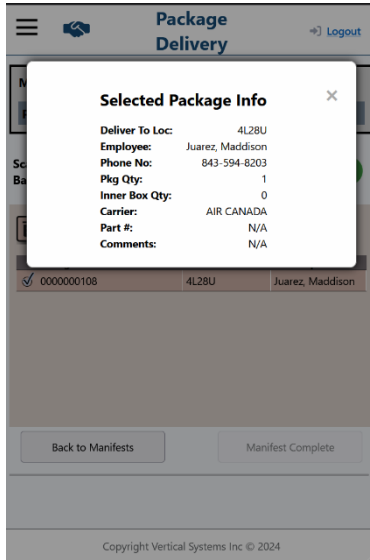 Package
Delivery
Logout
Selected Package Info
×
Deliver To Loc: 4L28U
Employee: Juarez, Maddison
Phone No: 843-594-8203
Pkg Qty: 1
Inner Box Qty: 0
Carrier: AIR CANADA
Part #: N/A
Comments: N/A
0000000108 4L28U Juarez, Maddison
Back to Manifests Manifest Complete
Copyright Vertical Systems Inc © 2024